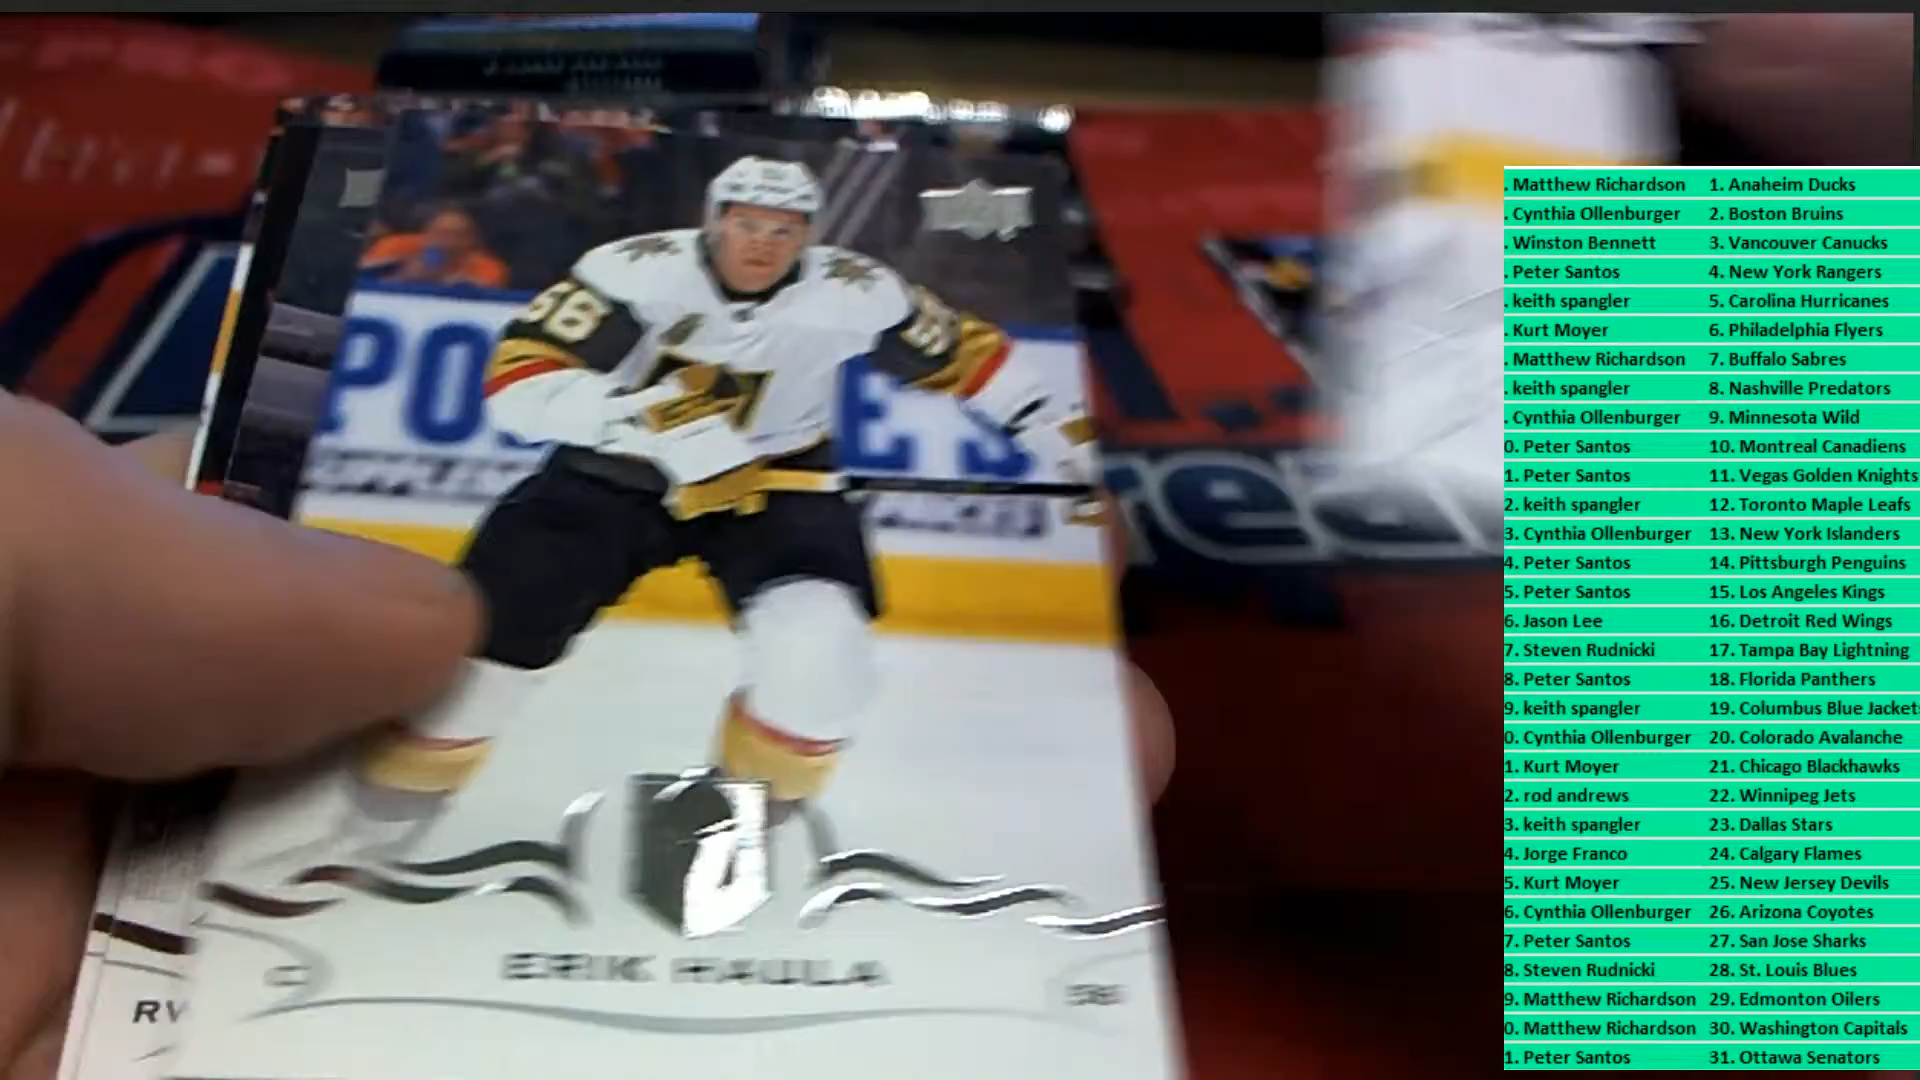 56
ERIK HAULA
C
56
RV
. Matthew Richardson 1. Anaheim Ducks
. Cynthia Ollenburger 2. Boston Bruins
. Winston Bennett 3. Vancouver Canucks
. Peter Santos 4. New York Rangers
. keith spangler 5. Carolina Hurricanes
. Kurt Moyer 6. Philadelphia Flyers
. Matthew Richardson 7. Buffalo Sabres
. keith spangler 8. Nashville Predators
. Cynthia Ollenburger 9. Minnesota Wild
0. Peter Santos 10. Montreal Canadiens
1. Peter Santos 11. Vegas Golden Knights
2. keith spangler 12. Toronto Maple Leafs
3. Cynthia Ollenburger 13. New York Islanders
4. Peter Santos 14. Pittsburgh Penguins
5. Peter Santos 15. Los Angeles Kings
6. Jason Lee 16. Detroit Red Wings
7. Steven Rudnicki 17. Tampa Bay Lightning
8. Peter Santos 18. Florida Panthers
9. keith spangler 19. Columbus Blue Jackets
0. Cynthia Ollenburger 20. Colorado Avalanche
1. Kurt Moyer 21. Chicago Blackhawks
2. rod andrews 22. Winnipeg Jets
3. keith spangler 23. Dallas Stars
4. Jorge Franco 24. Calgary Flames
5. Kurt Moyer 25. New Jersey Devils
6. Cynthia Ollenburger 26. Arizona Coyotes
7. Peter Santos 27. San Jose Sharks
8. Steven Rudnicki 28. St. Louis Blues
9. Matthew Richardson 29. Edmonton Oilers
0. Matthew Richardson 30. Washington Capitals
1. Peter Santos 31. Ottawa Senators